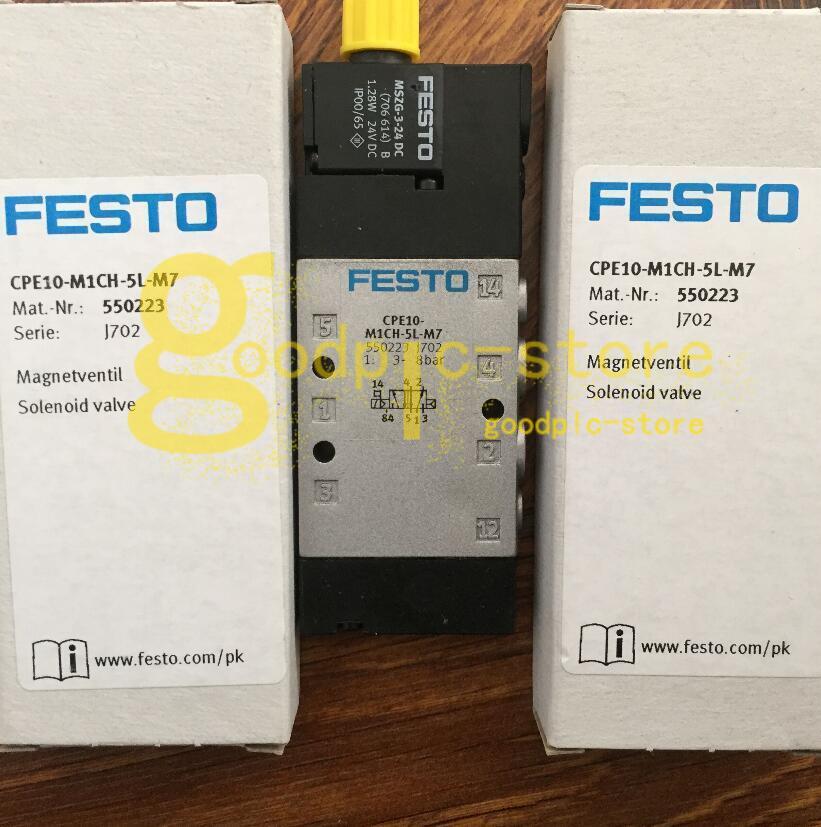 FESTO
CPE10-M1CH-5L-M7
Mat.-Nr.: 550223
Serie: J702
Magnetventil
Solenoid valve
www.festo.com/pk
FESTO
MSZG-3-24 DC
(706 614) B
1.28W 24V DC
IP00/65
FESTO
14
CPE10-
M1CH-5L-M7
5
550223 J702
1: 3- 8bar
4
14 4 2
1
84 5 1 3
2
3
12
FESTO
CPE10-M1CH-5L-M7
Mat.-Nr.: 550223
Serie: J702
Magnetventil
Solenoid valve
www.festo.com/pk
goodplc-store
goodplc-store